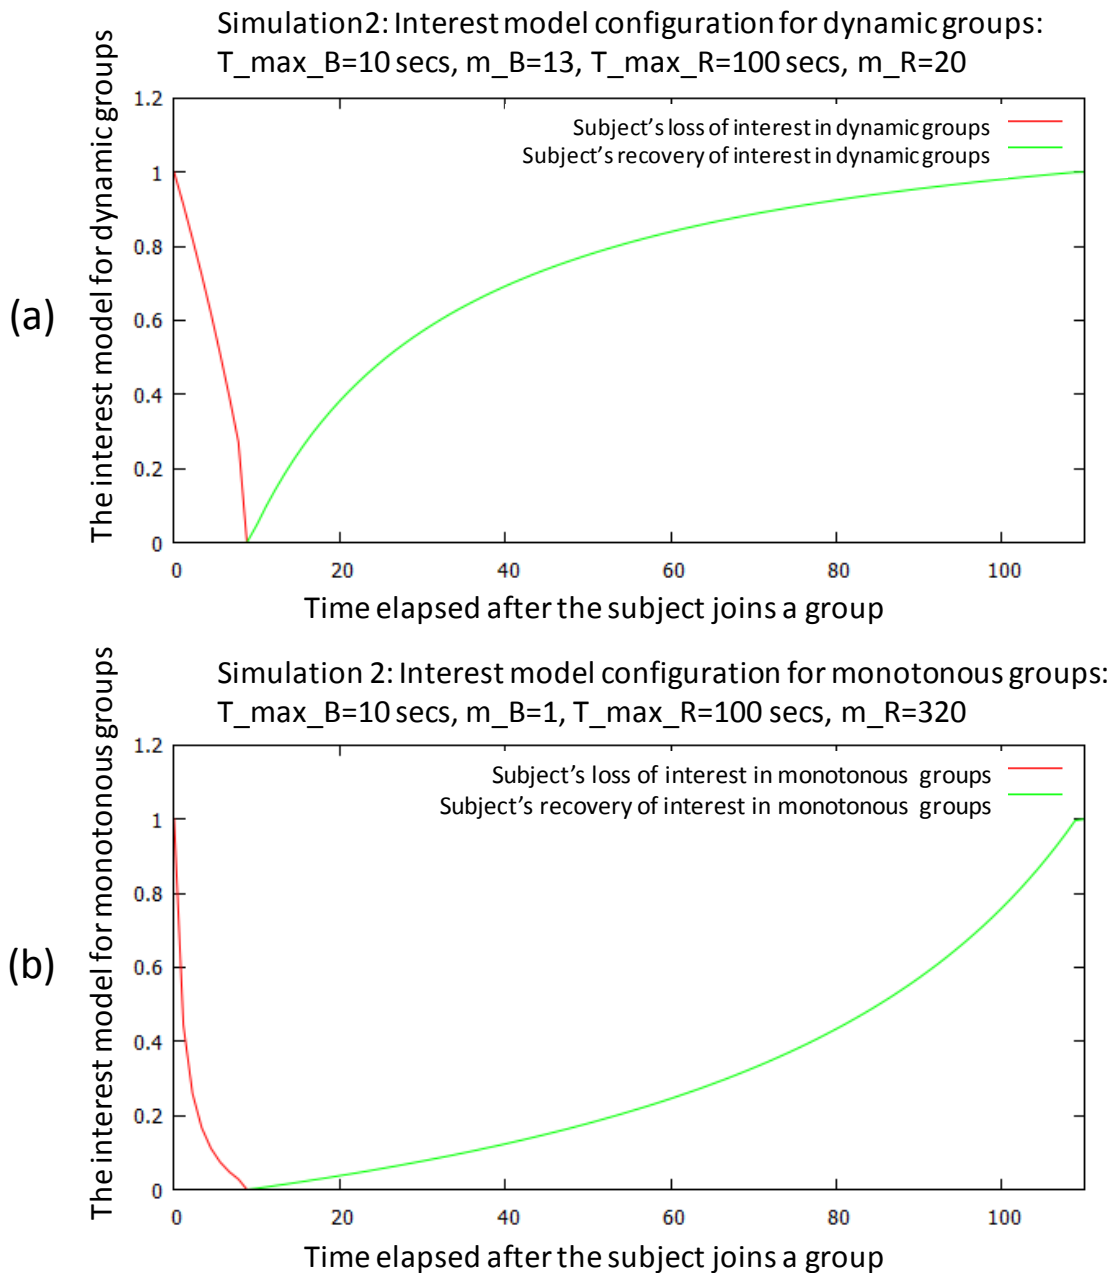 Simulation2: Interest model configuration for dynamic groups:
T_max_B=10 secs, m_B=13, T_max_R=100 secs, m_R=20
(a)
The interest model for dynamic groups
1.2
1
0.8
0.6
0.4
0.2
0
Subject's loss of interest in dynamic groups
Subject's recovery of interest in dynamic groups
0 20 40 60 80 100
Time elapsed after the subject joins a group
Simulation 2: Interest model configuration for monotonous groups:
T_max_B=10 secs, m_B=1, T_max_R=100 secs, m_R=320
(b)
The interest model for monotonous groups
1.2
1
0.8
0.6
0.4
0.2
0
Subject's loss of interest in monotonous groups
Subject's recovery of interest in monotonous groups
0 20 40 60 80 100
Time elapsed after the subject joins a group